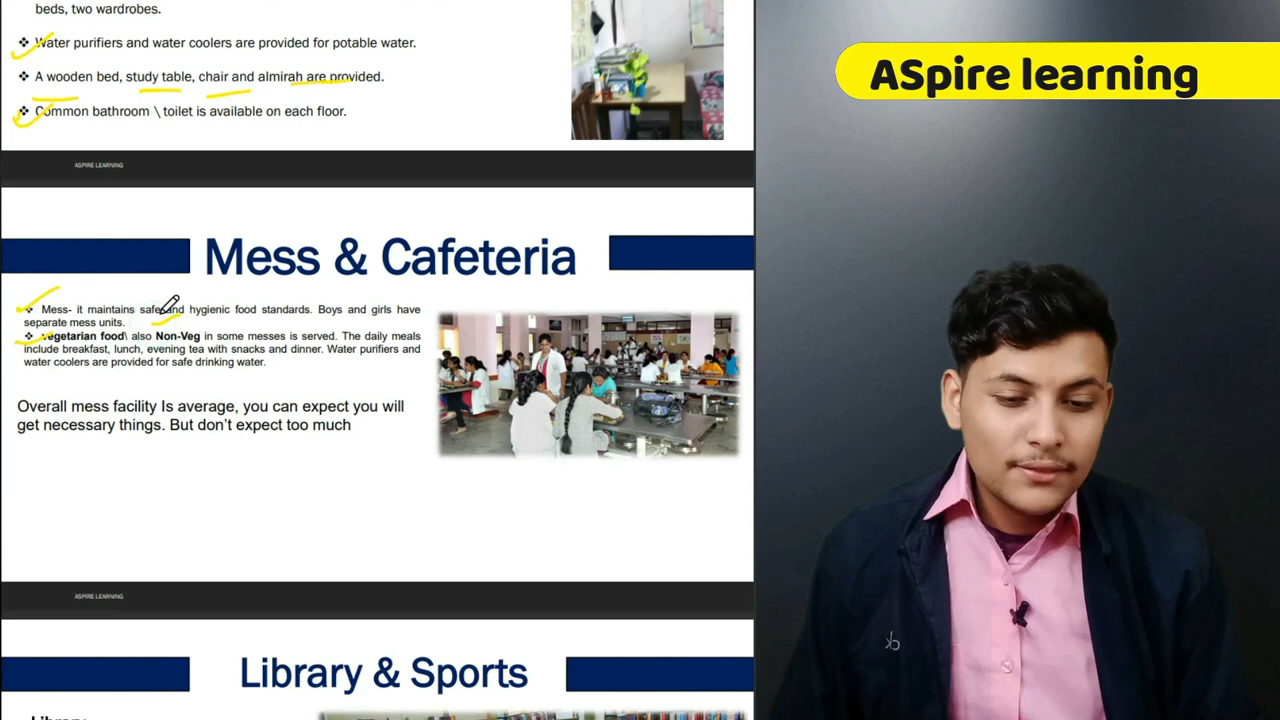 beds, two wardrobes.
❖ Water purifiers and water coolers are provided for potable water.
❖ A wooden bed, study table, chair and almirah are provided.
❖ Common bathroom \ toilet is available on each floor.
ASPIRE LEARNING
Mess & Cafeteria
❖ Mess- it maintains safe and hygienic food standards. Boys and girls have
separate mess units.
❖ Vegetarian food\ also Non-Veg in some messes is served. The daily meals
include breakfast, lunch, evening tea with snacks and dinner. Water purifiers and
water coolers are provided for safe drinking water.
Overall mess facility Is average, you can expect you will
get necessary things. But don't expect too much
ASPIRE LEARNING
Library & Sports
Library
ASpire learning